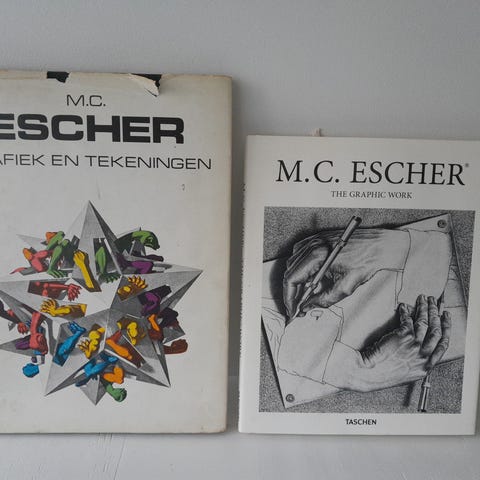 M.C.
ESCHER
AFIEK EN TEKENINGEN
M.C. ESCHER®
THE GRAPHIC WORK
TASCHEN